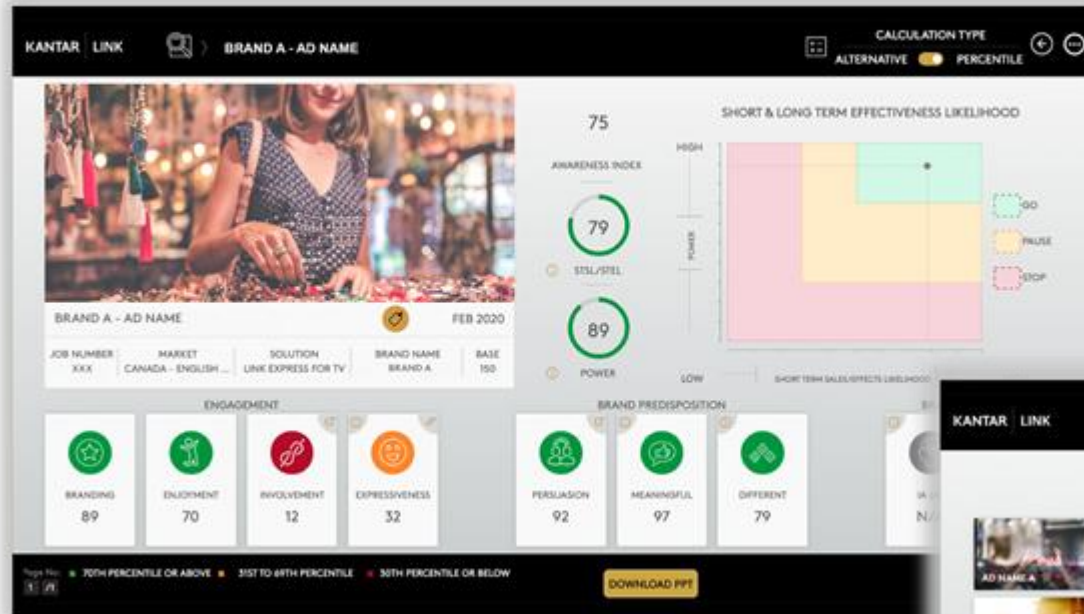 KANTAR LINK
BRAND A - AD NAME
CALCULATION TYPE
ALTERNATIVE PERCENTILE
75
AWARENESS INDEX
79
STSL/STEL
89
POWER
SHORT & LONG TERM EFFECTIVENESS LIKELIHOOD
HIGH
POWER
LOW
SHORT TERM SALES/EFFECTS LIKELIHOOD
GO
PAUSE
STOP
BRAND A - AD NAME FEB 2020
JOB NUMBER MARKET SOLUTION BRAND NAME BASE
XXX CANADA - ENGLISH ... LINK EXPRESS FOR TV BRAND A 150
ENGAGEMENT
BRANDING ENJOYMENT INVOLVEMENT EXPRESSIVENESS
89 70 12 32
BRAND PREDISPOSITION
PERSUASION MEANINGFUL DIFFERENT
92 97 79
Page No:
1 /1
70TH PERCENTILE OR ABOVE 31ST TO 69TH PERCENTILE 30TH PERCENTILE OR BELOW
DOWNLOAD PPT
KANTAR LINK
AD NAME A